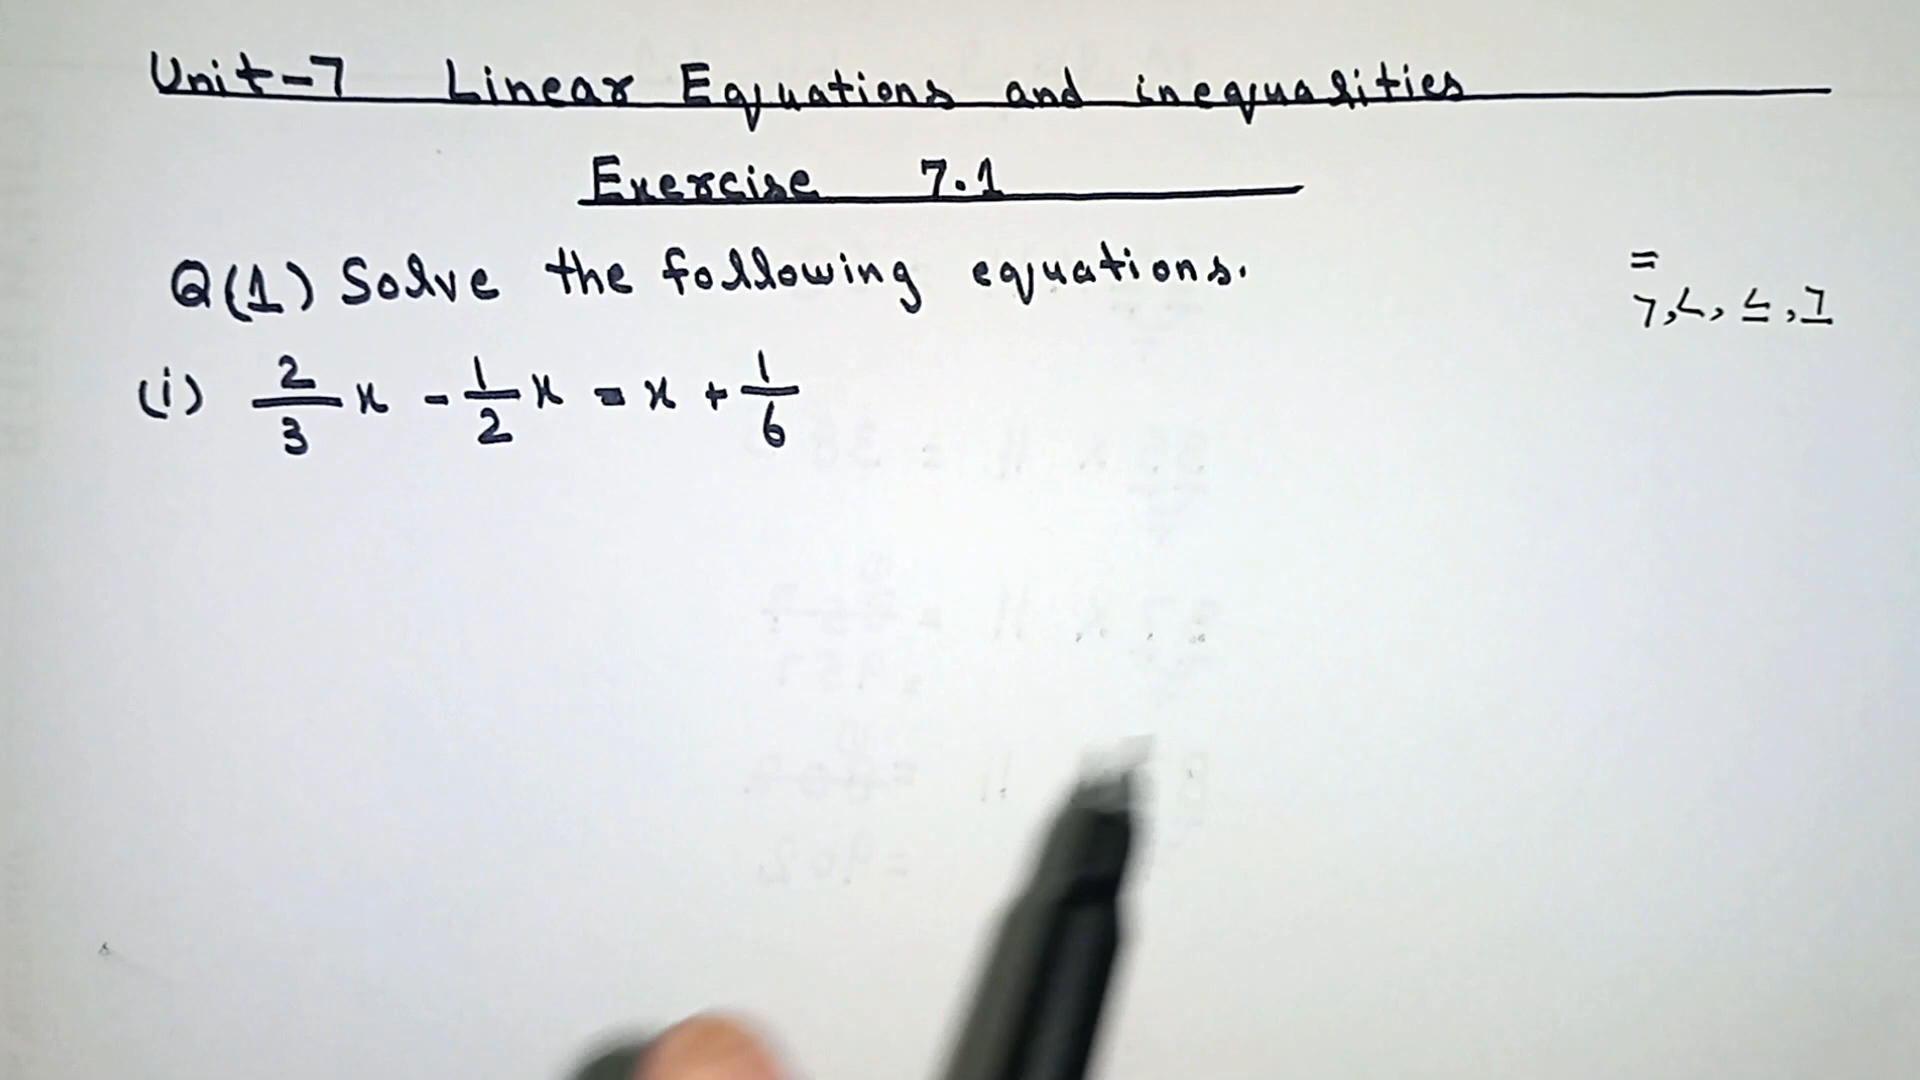 Unit-7 Linear Equations and inequalities
Exercise 7.1
Q(1) Solve the following equations.
=
>, <, ≤, ≥
(i) 2/3 x - 1/2 x = x + 1/6